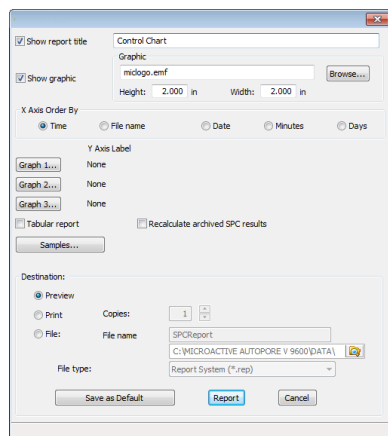 Show report title
Control Chart
Graphic
Show graphic
miclogo.emf
Browse...
Height: 2.000 in Width: 2.000 in
X Axis Order By
Time File name Date Minutes Days
Y Axis Label
Graph 1... None
Graph 2... None
Graph 3... None
Tabular report Recalculate archived SPC results
Samples...
Destination:
Preview
Print Copies: 1
File: File name SPCReport
C:\MICROACTIVE AUTOPORE V 9600\DATA\
File type: Report System (*.rep)
Save as Default Report Cancel